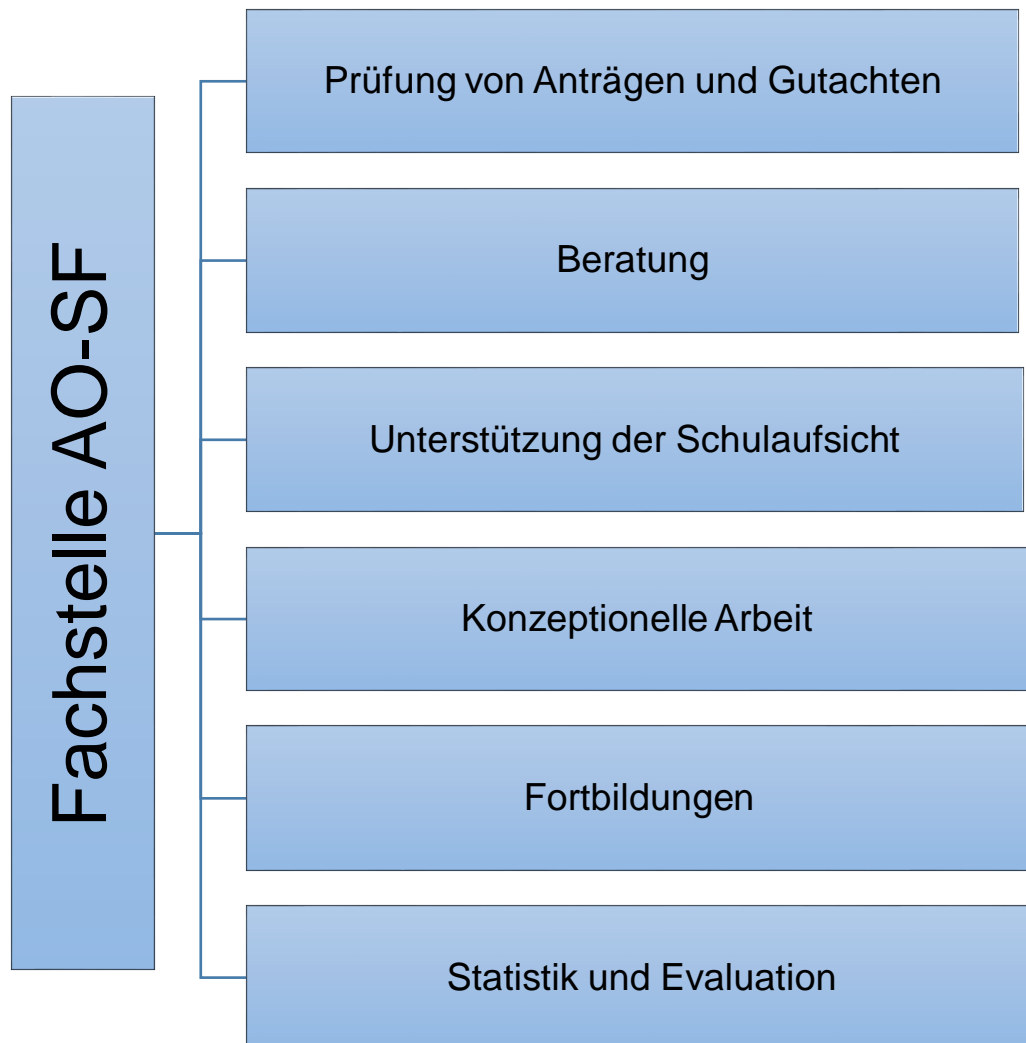 Fachstelle AO-SF
Prüfung von Anträgen und Gutachten
Beratung
Unterstützung der Schulaufsicht
Konzeptionelle Arbeit
Fortbildungen
Statistik und Evaluation